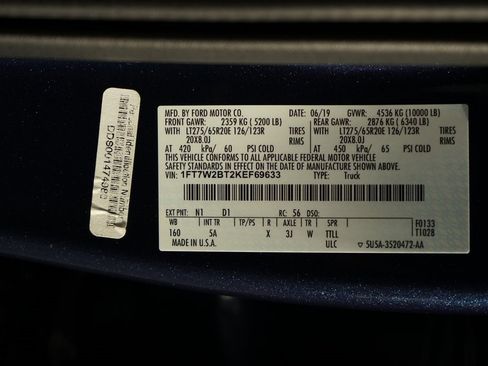 MFD. BY FORD MOTOR CO. 06/19 GVWR: 4536 KG (10000 LB)
FRONT GAWR: 2359 KG ( 5200 LB) REAR GAWR: 2876 KG ( 6340 LB)
WITH LT275/65R20E 126/123R TIRES WITH LT275/65R20E 126/123R TIRES
20X8.0J RIMS 20X8.0J RIMS
AT 420 kPa/ 60 PSI COLD AT 450 kPa/ 65 PSI COLD
THIS VEHICLE CONFORMS TO ALL APPLICABLE FEDERAL MOTOR VEHICLE
SAFETY STANDARDS IN EFFECT ON THE DATE OF MANUFACTURE SHOWN ABOVE.
VIN: 1FT7W2BT2KEF69633 TYPE: Truck
EXT PNT: N1 D1 RC: 56 DSO:
WB INT TR TP/PS R AXLE TR SPR F0133
160 5A X 3J W TTLL T1028
MADE IN U.S.A. ULC 5U5A-3520472-AA